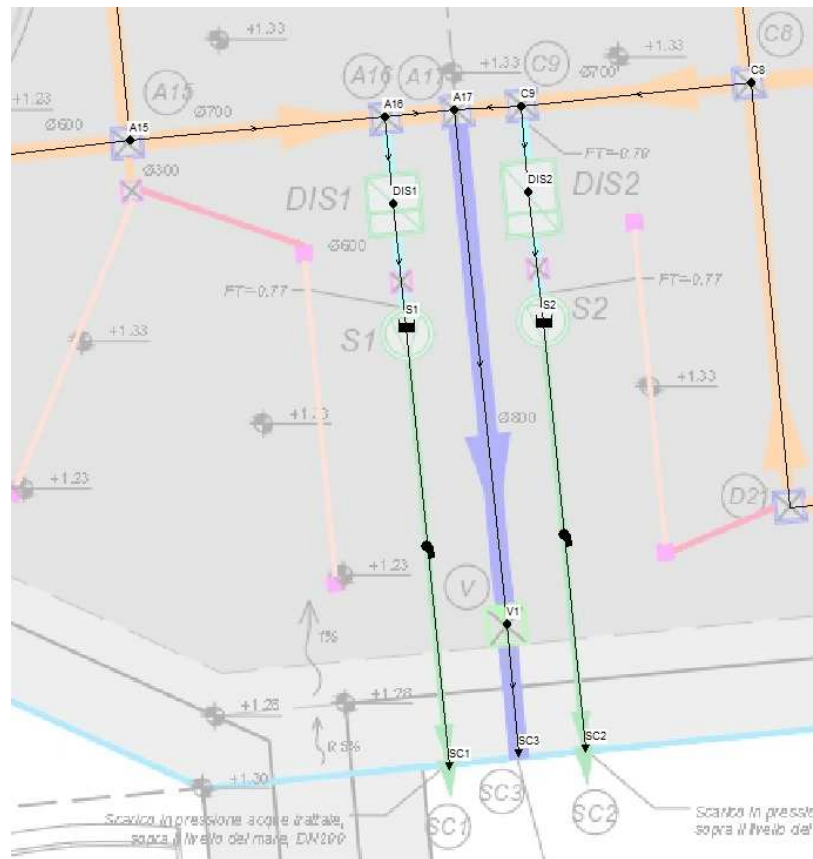 +1.33
A16
A17
+1.33
C9
+1.33
C8
C8
+1.23
A15
Ø700
Ø600
A15
A16
A17
C9
Ø700
Ø300
FT=0.70
DIS1
DIS1
DIS2
DIS2
Ø600
FT=0.77
FT=0.77
S1
S1
S2
S2
+1.33
+1.33
+1.23
Ø800
+1.23
D21
+1.23
V
V1
1%
+1.28
+1.28
SC1
SC3
SC2
+1.30
Scarico in pressione acque trattate,
sopra il livello del mare, DN200
SC1
SC3
SC2
Scarico in pressio
sopra il livello del